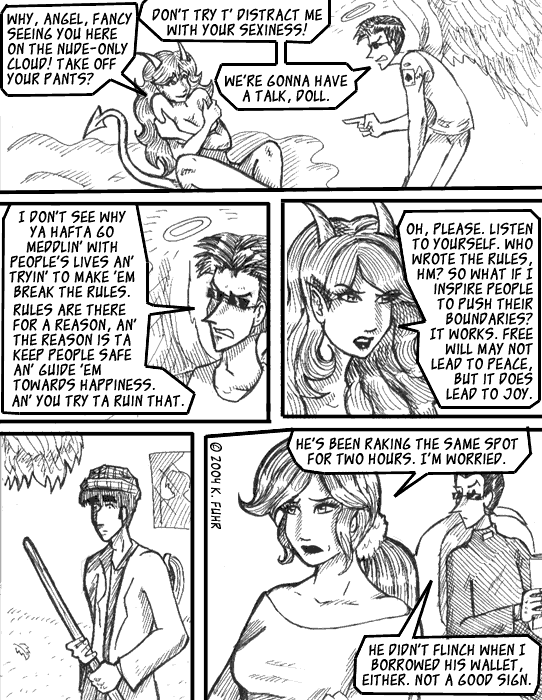 WHY, ANGEL, FANCY
SEEING YOU HERE
ON THE NUDE-ONLY
CLOUD! TAKE OFF
YOUR PANTS?
DON'T TRY T' DISTRACT ME
WITH YOUR SEXINESS!
WE'RE GONNA HAVE
A TALK, DOLL.
I DON'T SEE WHY
YA HAFTA GO
MEDDLIN' WITH
PEOPLE'S LIVES AN'
TRYIN' TO MAKE 'EM
BREAK THE RULES.
RULES ARE THERE
FOR A REASON, AN'
THE REASON IS TA
KEEP PEOPLE SAFE
AN' GUIDE 'EM
TOWARDS HAPPINESS.
AN' YOU TRY TA RUIN THAT.
OH, PLEASE. LISTEN
TO YOURSELF. WHO
WROTE THE RULES,
HM? SO WHAT IF I
INSPIRE PEOPLE
TO PUSH THEIR
BOUNDARIES?
IT WORKS. FREE
WILL MAY NOT
LEAD TO PEACE,
BUT IT DOES
LEAD TO JOY.
© 2004 K. FUHR
HE'S BEEN RAKING THE SAME SPOT
FOR TWO HOURS. I'M WORRIED.
HE DIDN'T FLINCH WHEN I
BORROWED HIS WALLET,
EITHER. NOT A GOOD SIGN.